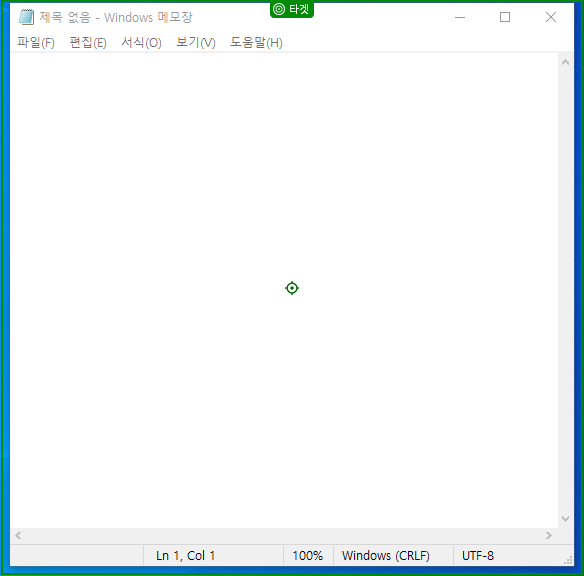 타겟
제목 없음 - Windows 메모장
파일(F) 편집(E) 서식(O) 보기(V) 도움말(H)
Ln 1, Col 1 100% Windows (CRLF) UTF-8